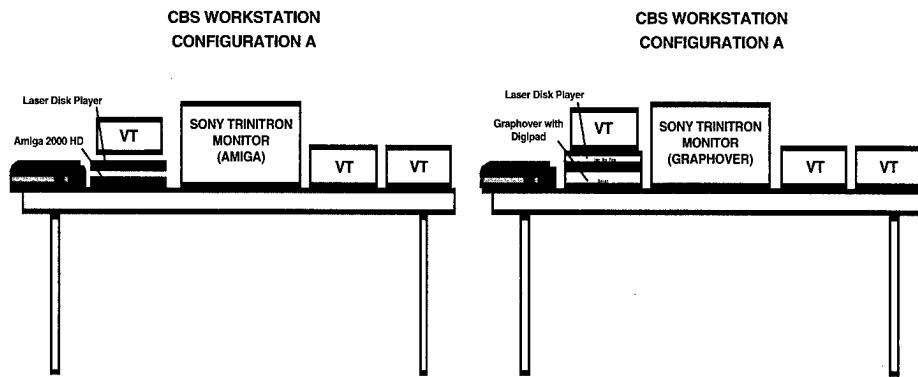 CBS WORKSTATION
CONFIGURATION A
Laser Disk Player
Amiga 2000 HD
VT
SONY TRINITRON
MONITOR
(AMIGA)
VT
VT
CBS WORKSTATION
CONFIGURATION A
Laser Disk Player
Graphover with
Digipad
VT
SONY TRINITRON
MONITOR
(GRAPHOVER)
VT
VT